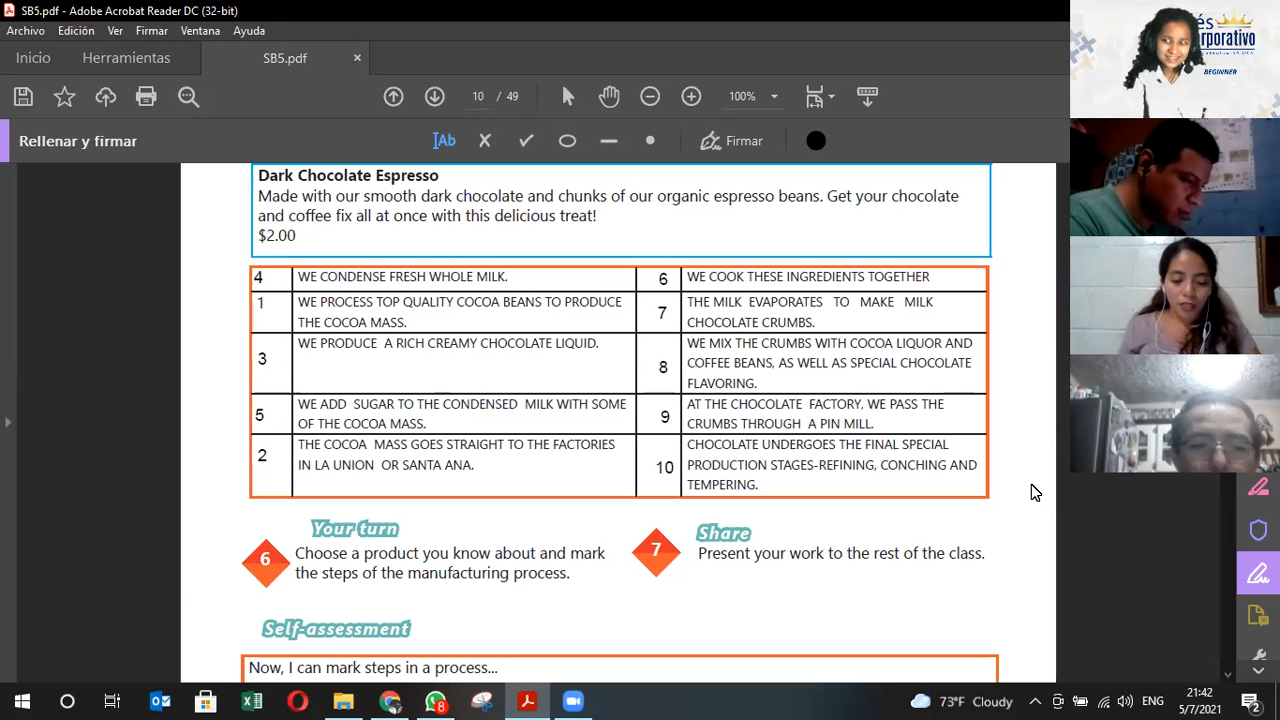 SB5.pdf - Adobe Acrobat Reader DC (32-bit)
Archivo Edición Ver Firmar Ventana Ayuda
Inicio Herramientas SB5.pdf ×
10 / 49 100%
Rellenar y firmar
Ab Firmar
Dark Chocolate Espresso
Made with our smooth dark chocolate and chunks of our organic espresso beans. Get your chocolate
and coffee fix all at once with this delicious treat!
$2.00
4 WE CONDENSE FRESH WHOLE MILK.
1 WE PROCESS TOP QUALITY COCOA BEANS TO PRODUCE
THE COCOA MASS.
3 WE PRODUCE A RICH CREAMY CHOCOLATE LIQUID.
5 WE ADD SUGAR TO THE CONDENSED MILK WITH SOME
OF THE COCOA MASS.
2 THE COCOA MASS GOES STRAIGHT TO THE FACTORIES
IN LA UNION OR SANTA ANA.
6 WE COOK THESE INGREDIENTS TOGETHER
7 THE MILK EVAPORATES TO MAKE MILK
CHOCOLATE CRUMBS.
8 WE MIX THE CRUMBS WITH COCOA LIQUOR AND
COFFEE BEANS, AS WELL AS SPECIAL CHOCOLATE
FLAVORING.
9 AT THE CHOCOLATE FACTORY, WE PASS THE
CRUMBS THROUGH A PIN MILL.
10 CHOCOLATE UNDERGOES THE FINAL SPECIAL
PRODUCTION STAGES-REFINING, CONCHING AND
TEMPERING.
6 Your turn
Choose a product you know about and mark
the steps of the manufacturing process.
7 Share
Present your work to the rest of the class.
Self-assessment
Now, I can mark steps in a process...
és
rporativo
BEGINNER
8
73°F Cloudy
ENG
21:42
5/7/2021
2